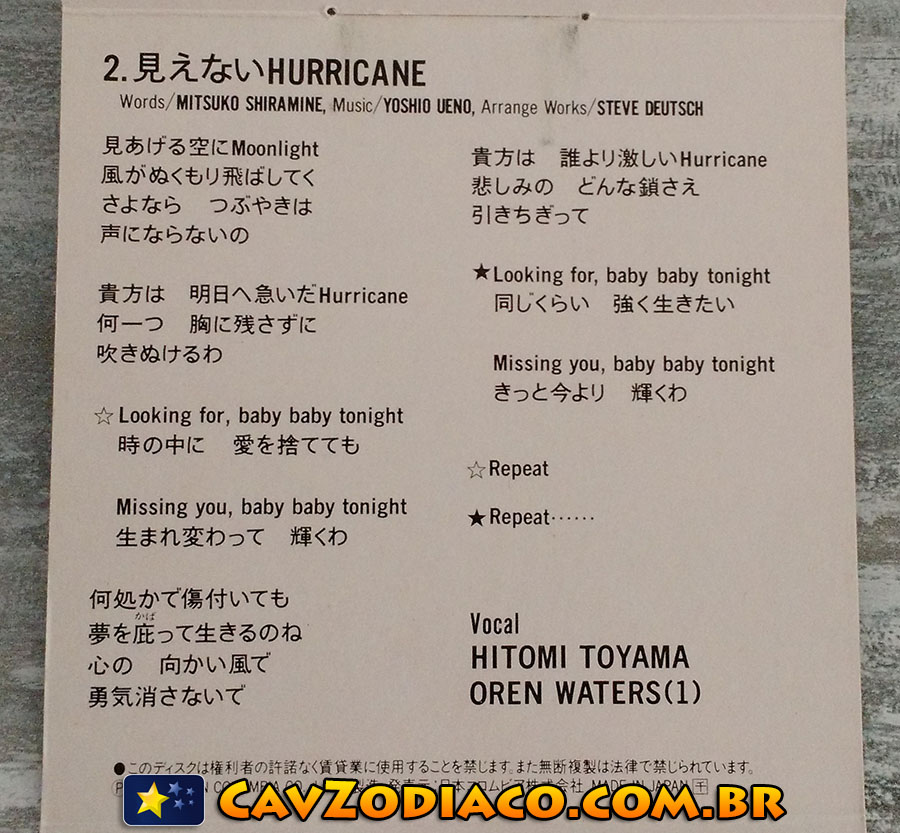 2.見えないHURRICANE
Words/MITSUKO SHIRAMINE, Music/YOSHIO UENO, Arrange Works/STEVE DEUTSCH
見あげる空にMoonlight
風がぬくもり飛ばしてく
さよなら つぶやきは
声にならないの
貴方は 明日へ急いだHurricane
何一つ 胸に残さずに
吹きぬけるわ
☆Looking for, baby baby tonight
時の中に 愛を捨てても
Missing you, baby baby tonight
生まれ変わって 輝くわ
何処かで傷付いても
かば
夢を庇って生きるのね
心の 向かい風で
勇気消さないで
貴方は 誰より激しいHurricane
悲しみの どんな鎖さえ
引きちぎって
★Looking for, baby baby tonight
同じくらい 強く生きたい
Missing you, baby baby tonight
きっと今より 輝くわ
☆Repeat
★Repeat……
Vocal
HITOMI TOYAMA
OREN WATERS(1)
●このディスクは権利者の許諾なく賃貸業に使用することを禁じます。また無断複製は法律で禁じられています。
発売元:日本コロムビア株式会社 MADE IN JAPAN
CAVZODIACO.COM.BR